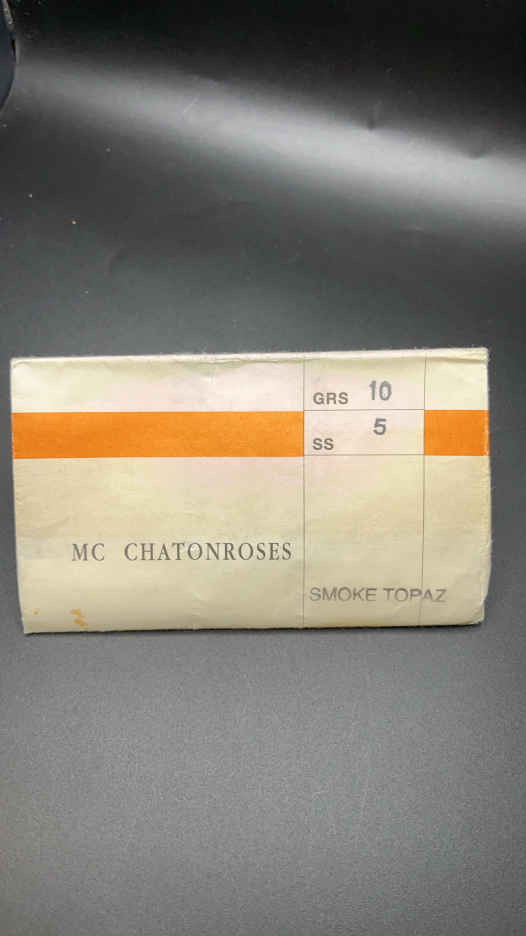 GRS 10
SS 5
MC CHATONROSES
SMOKE TOPAZ